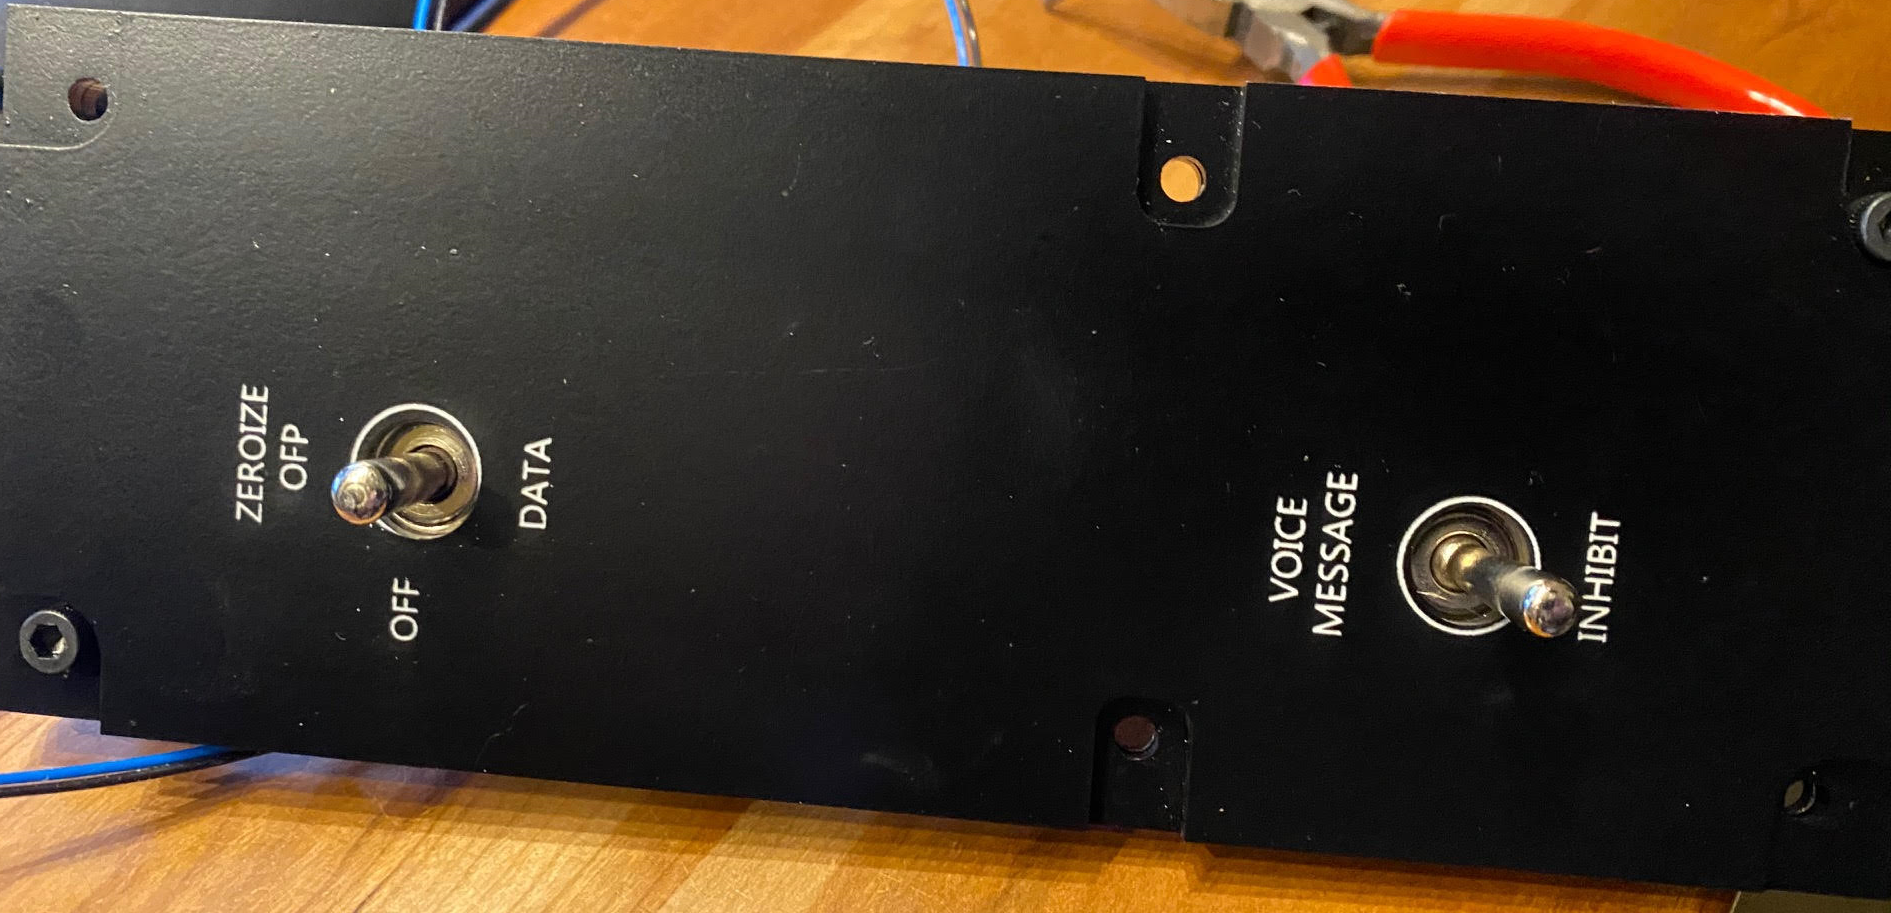 ZEROIZE
OFP
OFF
DATA
VOICE
MESSAGE
INHIBIT